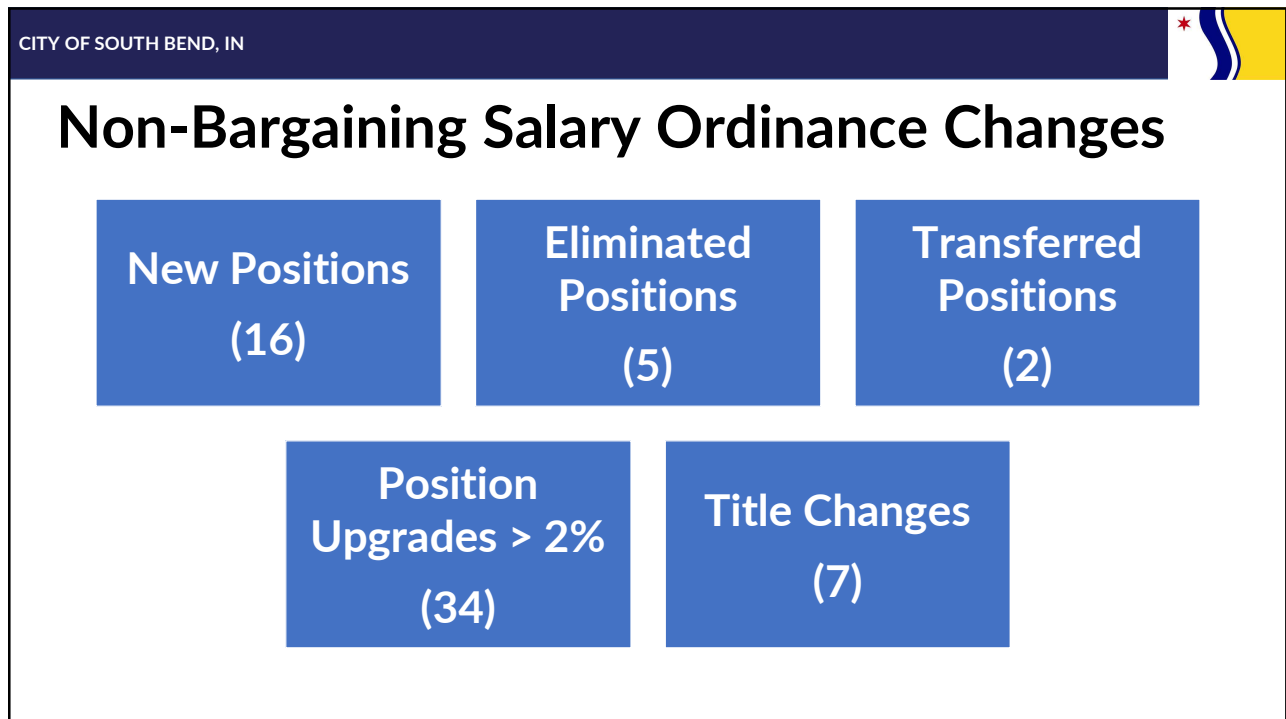 CITY OF SOUTH BEND, IN
Non-Bargaining Salary Ordinance Changes
New Positions
(16)
Eliminated
Positions
(5)
Transferred
Positions
(2)
Position
Upgrades > 2%
(34)
Title Changes
(7)